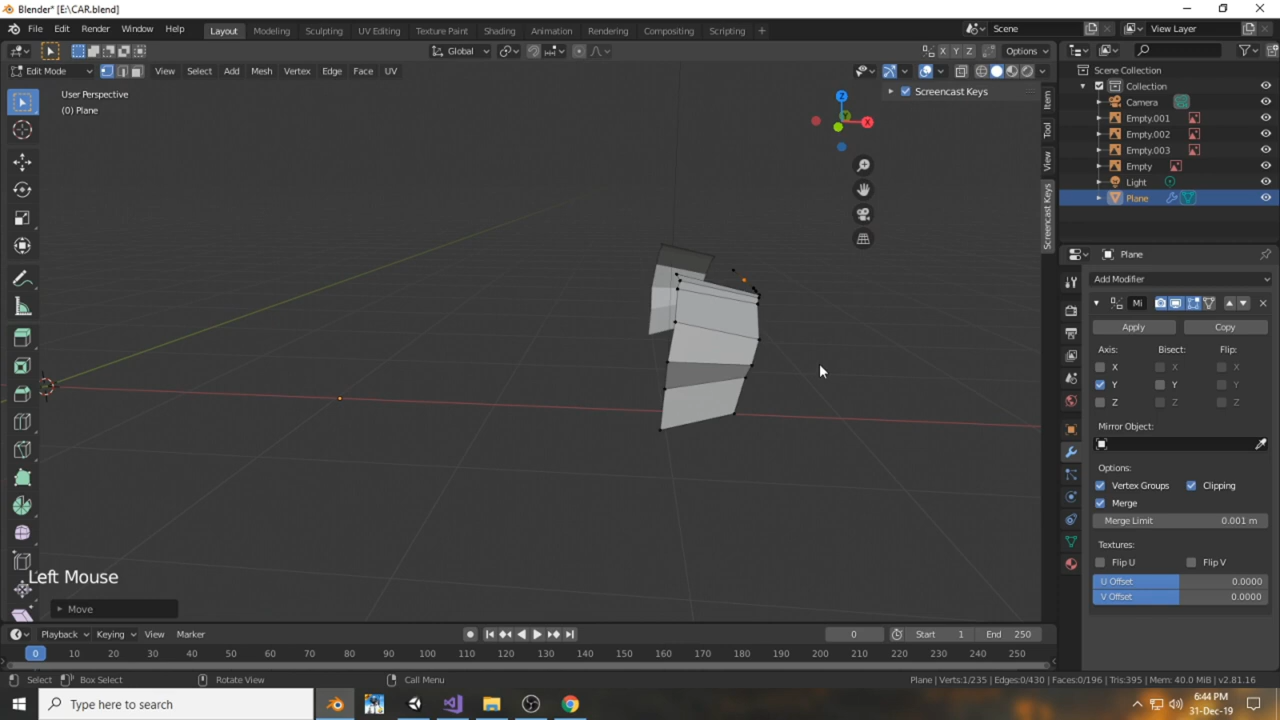 Blender* [E:\CAR.blend]
File Edit Render Window Help
Layout Modeling Sculpting UV Editing Texture Paint Shading Animation Rendering Compositing Scripting +
Scene
View Layer
Global
X Y Z
Options
Edit Mode View Select Add Mesh Vertex Edge Face UV
User Perspective
(0) Plane
Screencast Keys
Z
Y
X
Item
Tool
View
Screencast Keys
Left Mouse
Move
Scene Collection
Collection
Camera
Empty.001
Empty.002
Empty.003
Empty
Light
Plane
Plane
Add Modifier
Mi
Apply Copy
Axis: Bisect: Flip:
X X X
Y Y Y
Z Z Z
Mirror Object:
Options:
Vertex Groups Clipping
Merge
Merge Limit 0.001 m
Textures:
Flip U Flip V
U Offset 0.0000
V Offset 0.0000
Playback Keying View Marker
0 Start 1 End 250
0 10 20 30 40 50 60 70 80 90 100 110 120 130 140 150 160 170 180 190 200 210 220 230 240 250
Select Box Select Rotate View Call Menu
Plane | Verts:1/235 | Edges:0/430 | Faces:0/196 | Tris:395 | Mem: 40.0 MiB | v2.81.16
Type here to search
6:44 PM
31-Dec-19